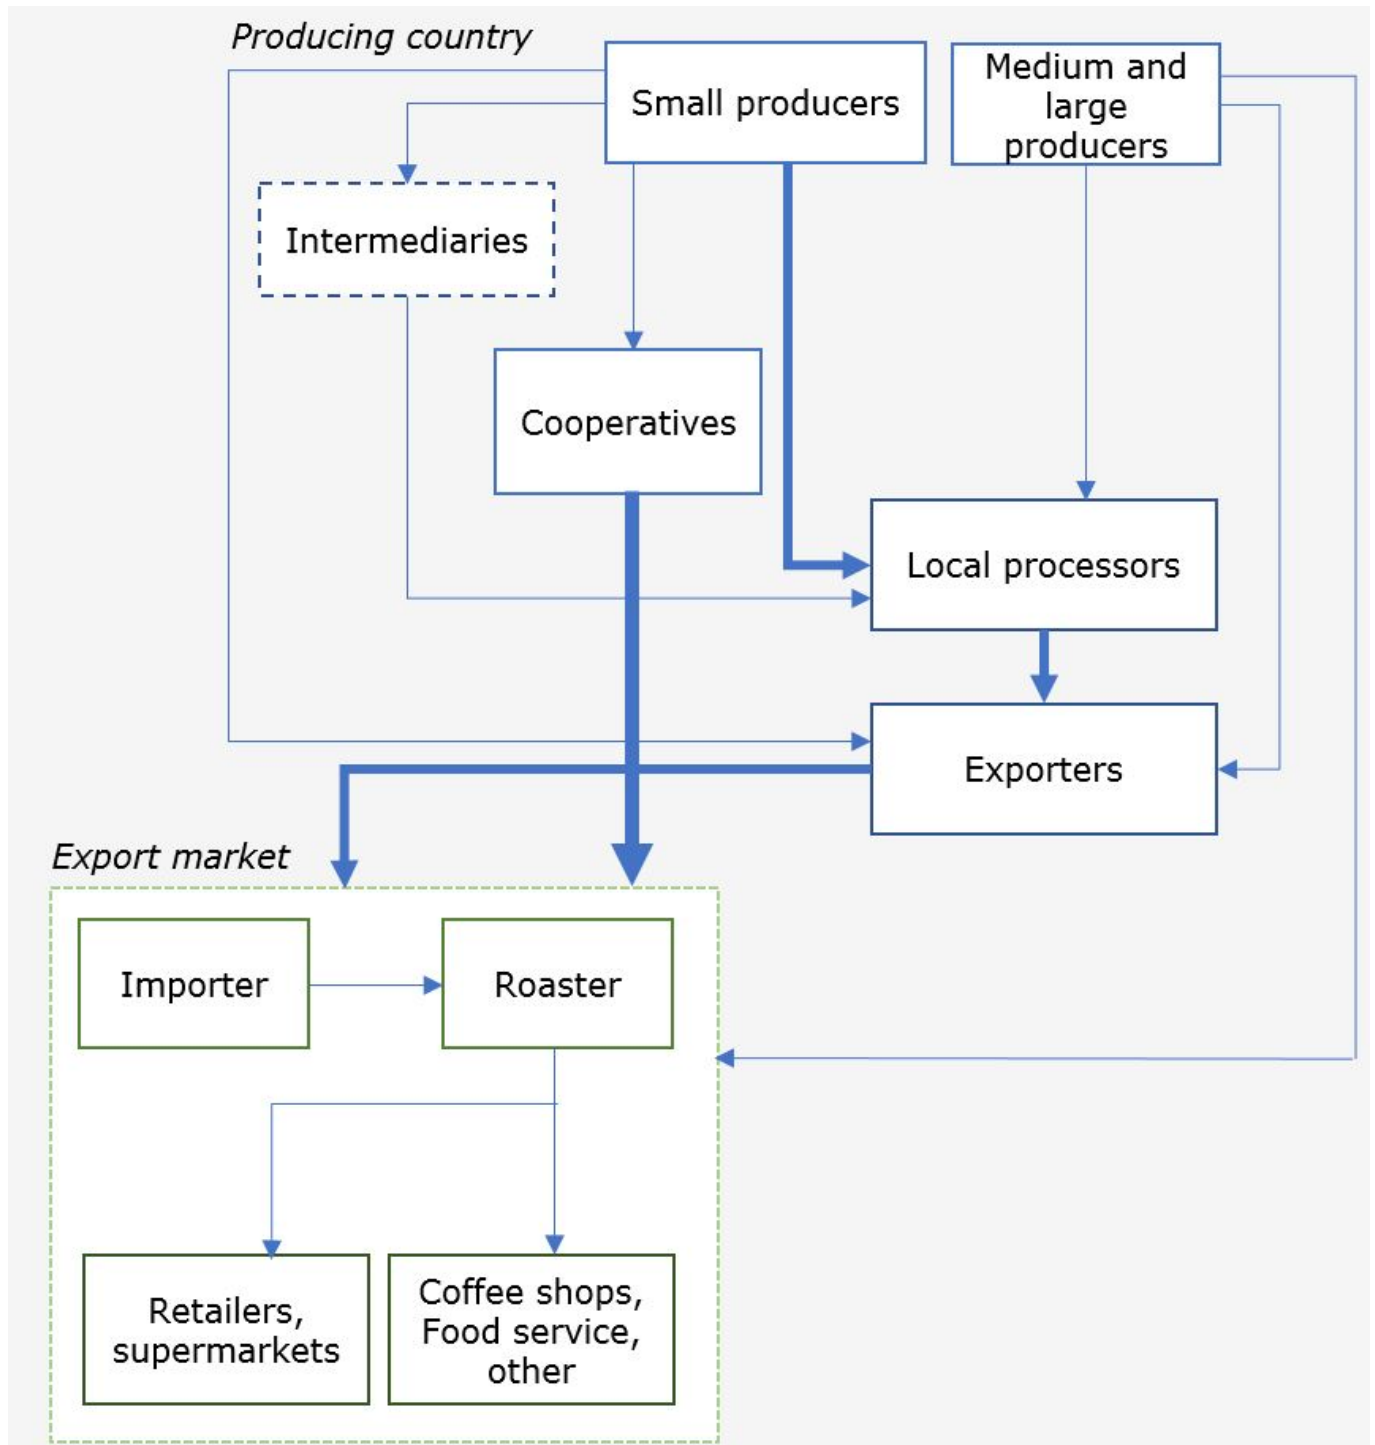 Producing country
Small producers
Medium and
large
producers
Intermediaries
Cooperatives
Local processors
Exporters
Export market
Importer
Roaster
Retailers,
supermarkets
Coffee shops,
Food service,
other